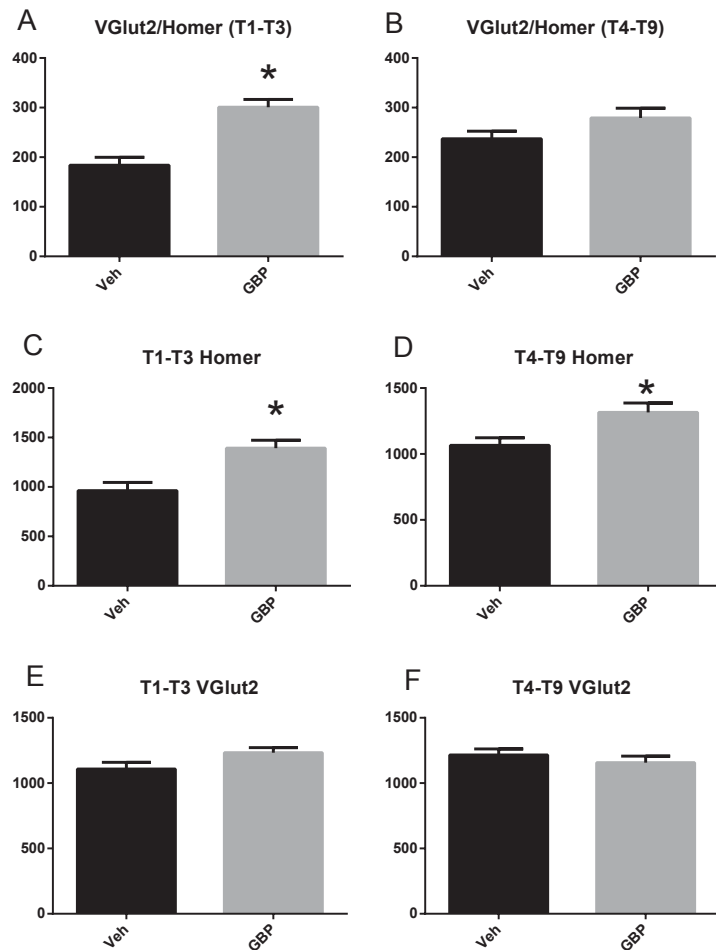 A
VGlut2/Homer (T1-T3)
400
300
200
100
0
*
Veh
GBP
B
VGlut2/Homer (T4-T9)
400
300
200
100
0
Veh
GBP
C
T1-T3 Homer
2000
1500
1000
500
0
*
Veh
GBP
D
T4-T9 Homer
1500
1000
500
0
*
Veh
GBP
E
T1-T3 VGlut2
1500
1000
500
0
Veh
GBP
F
T4-T9 VGlut2
1500
1000
500
0
Veh
GBP